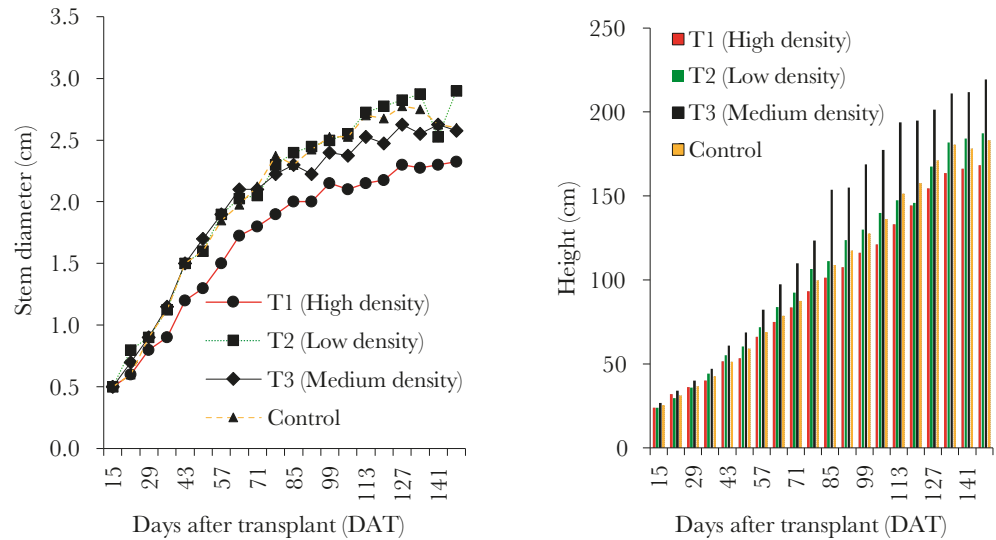 3.5
3.0
2.5
2.0
1.5
1.0
0.5
0.0
Stem diameter (cm)
T1 (High density)
T2 (Low density)
T3 (Medium density)
Control
15
29
43
57
71
85
99
113
127
141
Days after transplant (DAT)
250
200
150
100
50
0
Height (cm)
T1 (High density)
T2 (Low density)
T3 (Medium density)
Control
15
29
43
57
71
85
99
113
127
141
Days after transplant (DAT)